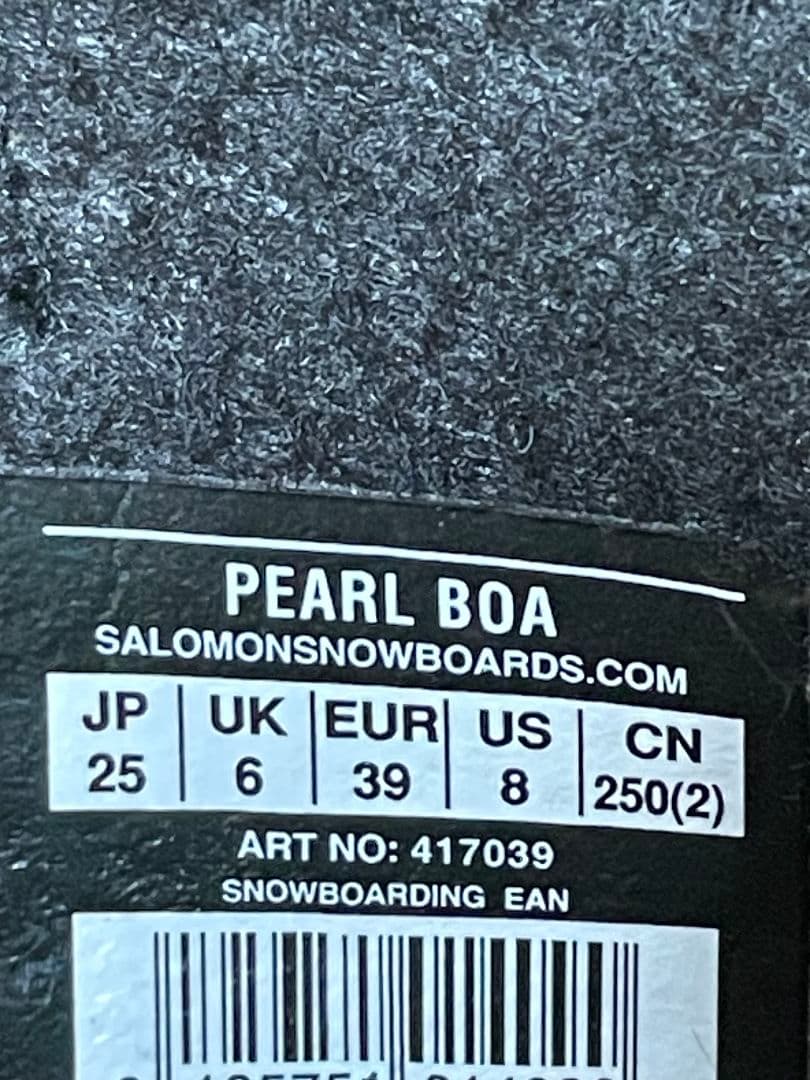 PEARL BOA
SALOMONSNOWBOARDS.COM
JP UK EUR US CN
25 6 39 8 250(2)
ART NO: 417039
SNOWBOARDING EAN